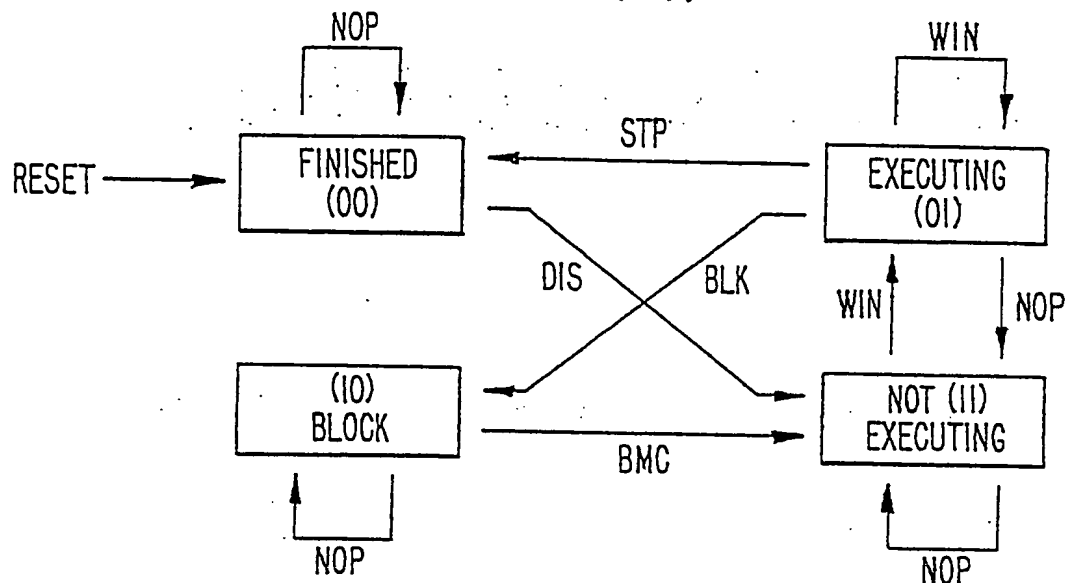 NOP
WIN
STP
RESET
FINISHED
(00)
EXECUTING
(01)
DIS
BLK
WIN
NOP
(10)
BLOCK
NOT (11)
EXECUTING
BMC
NOP
NOP